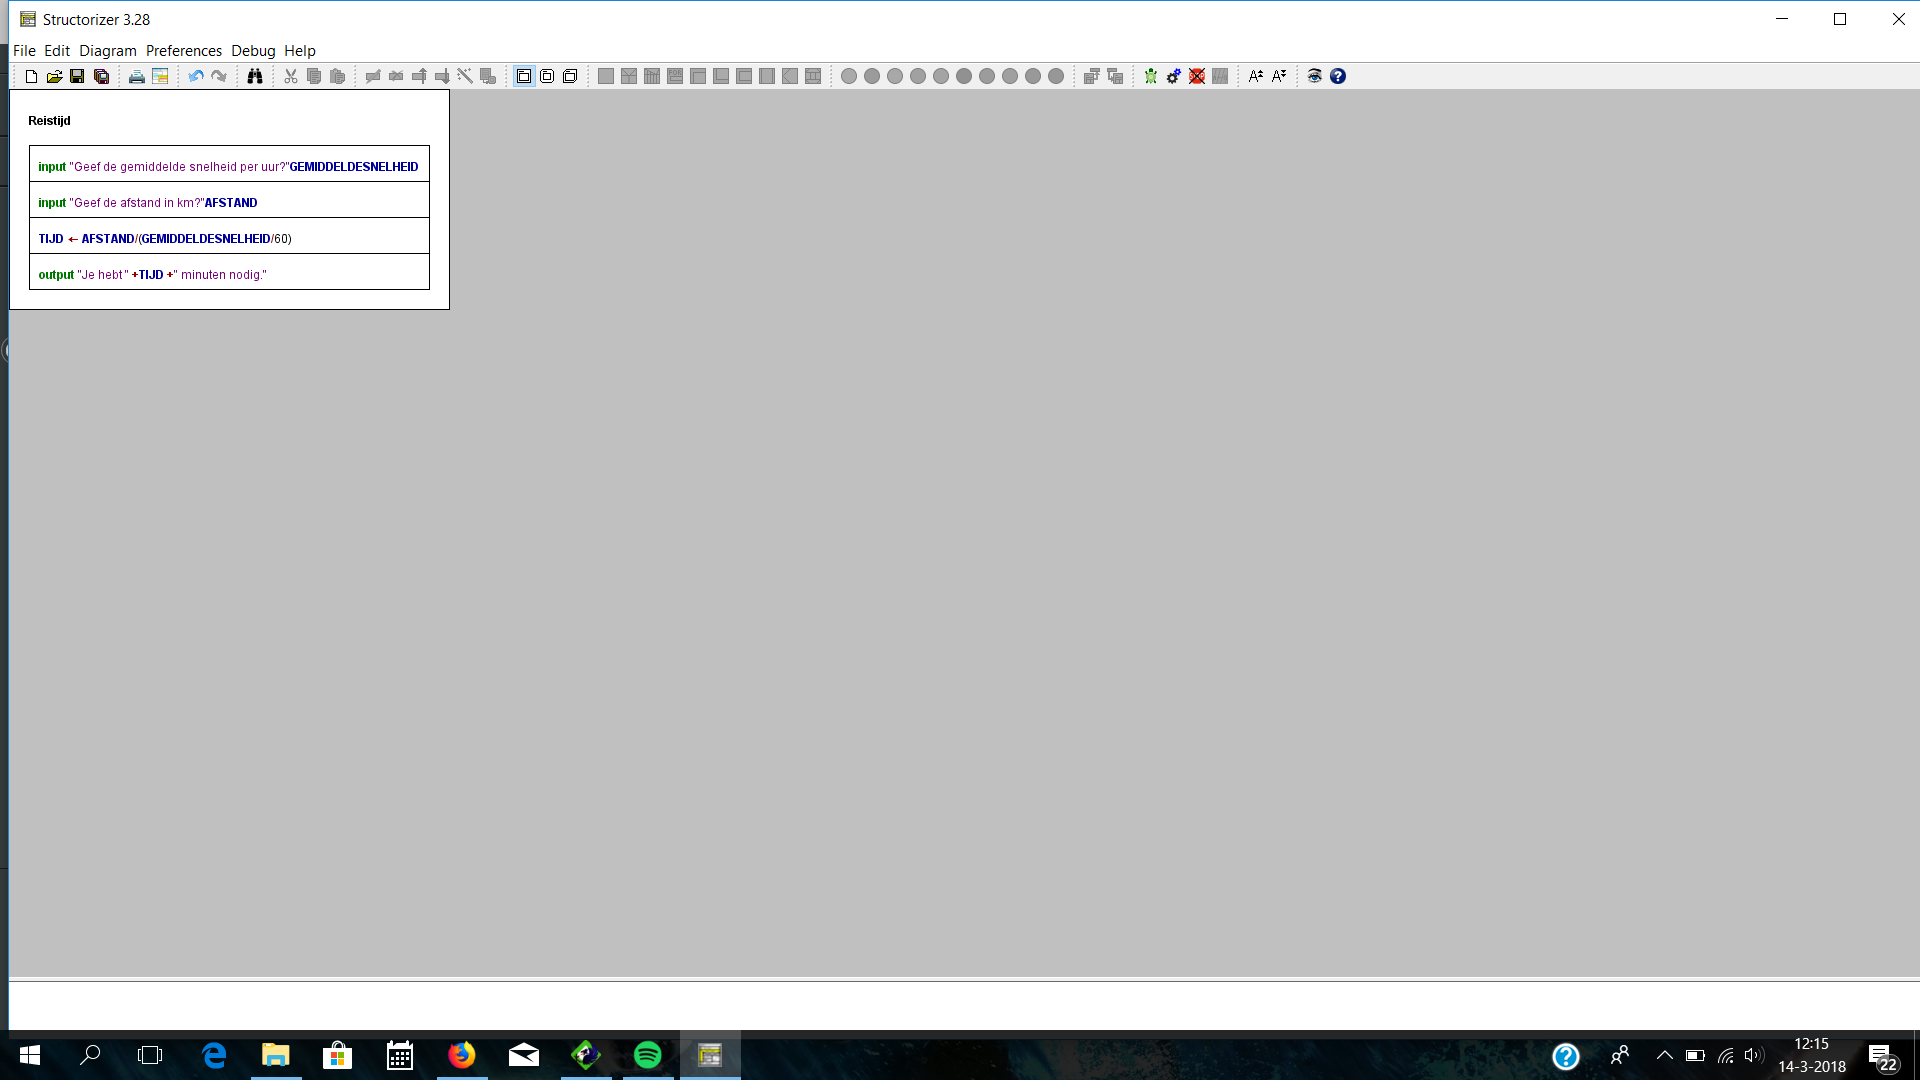 Structorizer 3.28
File Edit Diagram Preferences Debug Help
Reistijd
input "Geef de gemiddelde snelheid per uur?"GEMIDDELDESNELHEID
input "Geef de afstand in km?"AFSTAND
TIJD ← AFSTAND/(GEMIDDELDESNELHEID/60)
output "Je hebt " +TIJD +" minuten nodig."
12:15
14-3-2018
22